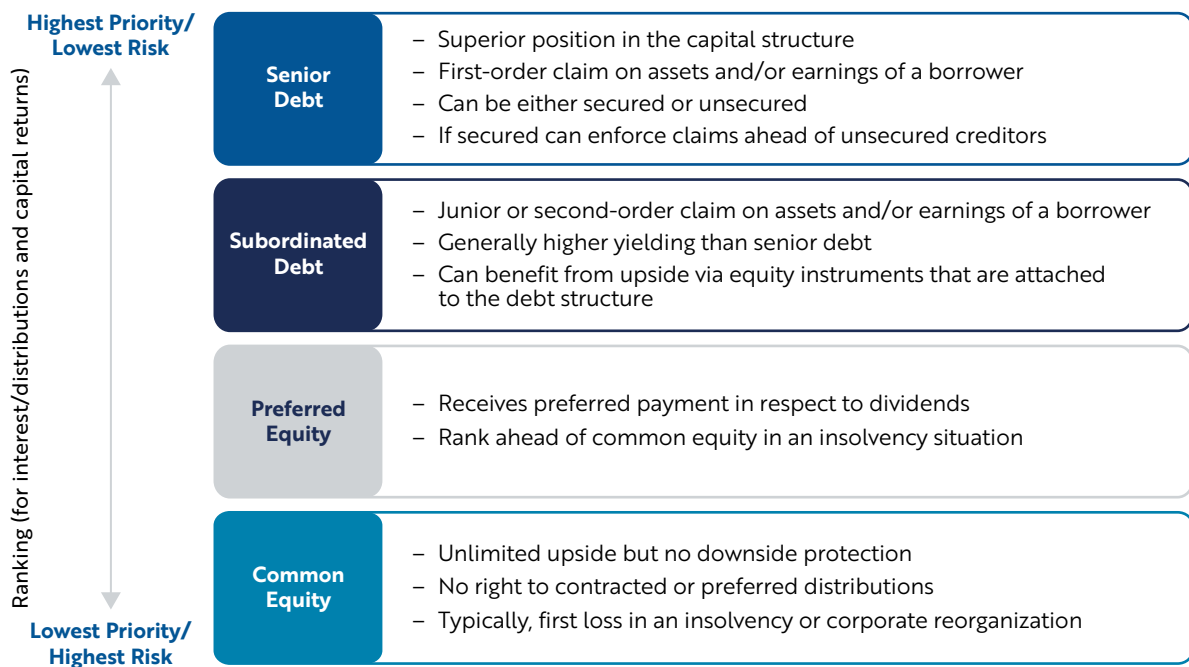 Highest Priority/
Lowest Risk
Ranking (for interest/distributions and capital returns)
Lowest Priority/
Highest Risk
Senior
Debt
– Superior position in the capital structure
– First-order claim on assets and/or earnings of a borrower
– Can be either secured or unsecured
– If secured can enforce claims ahead of unsecured creditors
Subordinated
Debt
– Junior or second-order claim on assets and/or earnings of a borrower
– Generally higher yielding than senior debt
– Can benefit from upside via equity instruments that are attached
to the debt structure
Preferred
Equity
– Receives preferred payment in respect to dividends
– Rank ahead of common equity in an insolvency situation
Common
Equity
– Unlimited upside but no downside protection
– No right to contracted or preferred distributions
– Typically, first loss in an insolvency or corporate reorganization